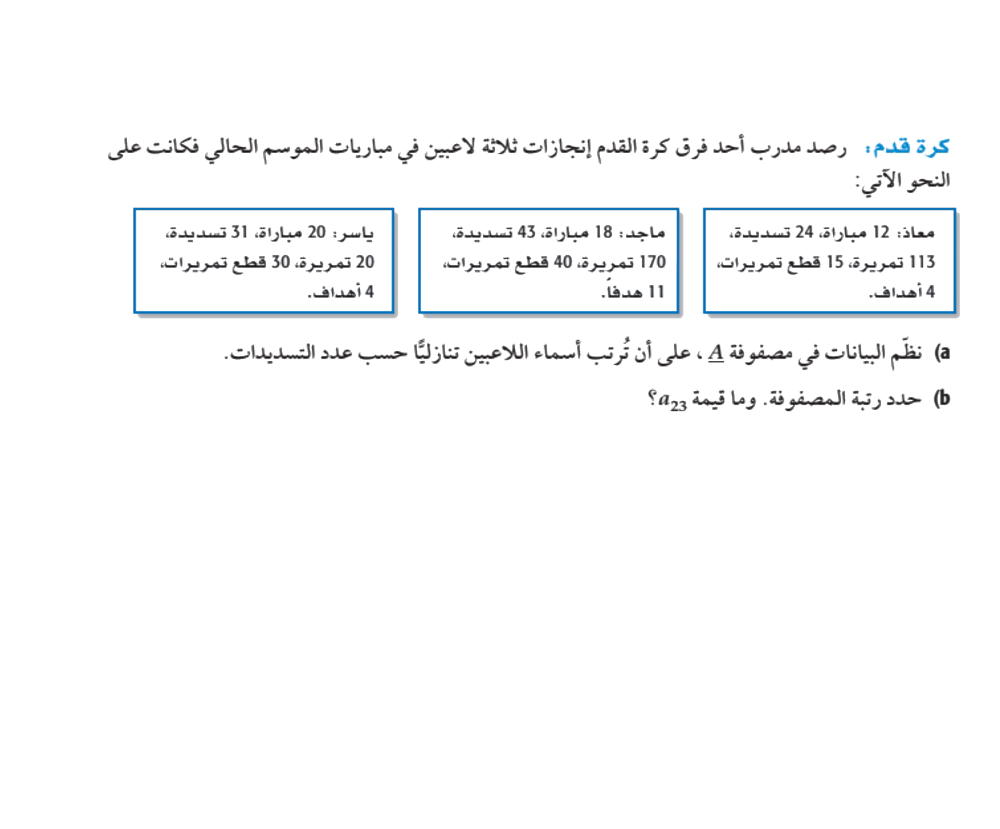 كرة قدم: رصد مدرب أحد فرق كرة القدم إنجازات ثلاثة لاعبين في مباريات الموسم الحالي فكانت على
النحو الآتي:
معاذ: 12 مباراة، 24 تسديدة،
113 تمريرة، 15 قطع تمريرات،
4 أهداف.
ماجد: 18 مباراة، 43 تسديدة،
170 تمريرة، 40 قطع تمريرات،
11 هدفاً.
ياسر: 20 مباراة، 31 تسديدة،
20 تمريرة، 30 قطع تمريرات،
4 أهداف.
a) نظّم البيانات في مصفوفة A ، على أن تُرتب أسماء اللاعبين تنازليًّا حسب عدد التسديدات.
b) حدد رتبة المصفوفة. وما قيمة a23؟